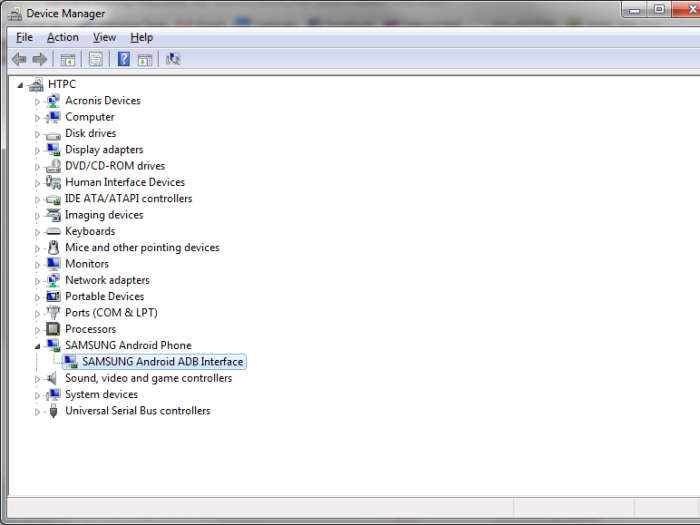 Device Manager
File Action View Help
HTPC
Acronis Devices
Computer
Disk drives
Display adapters
DVD/CD-ROM drives
Human Interface Devices
IDE ATA/ATAPI controllers
Imaging devices
Keyboards
Mice and other pointing devices
Monitors
Network adapters
Portable Devices
Ports (COM & LPT)
Processors
SAMSUNG Android Phone
SAMSUNG Android ADB Interface
Sound, video and game controllers
System devices
Universal Serial Bus controllers